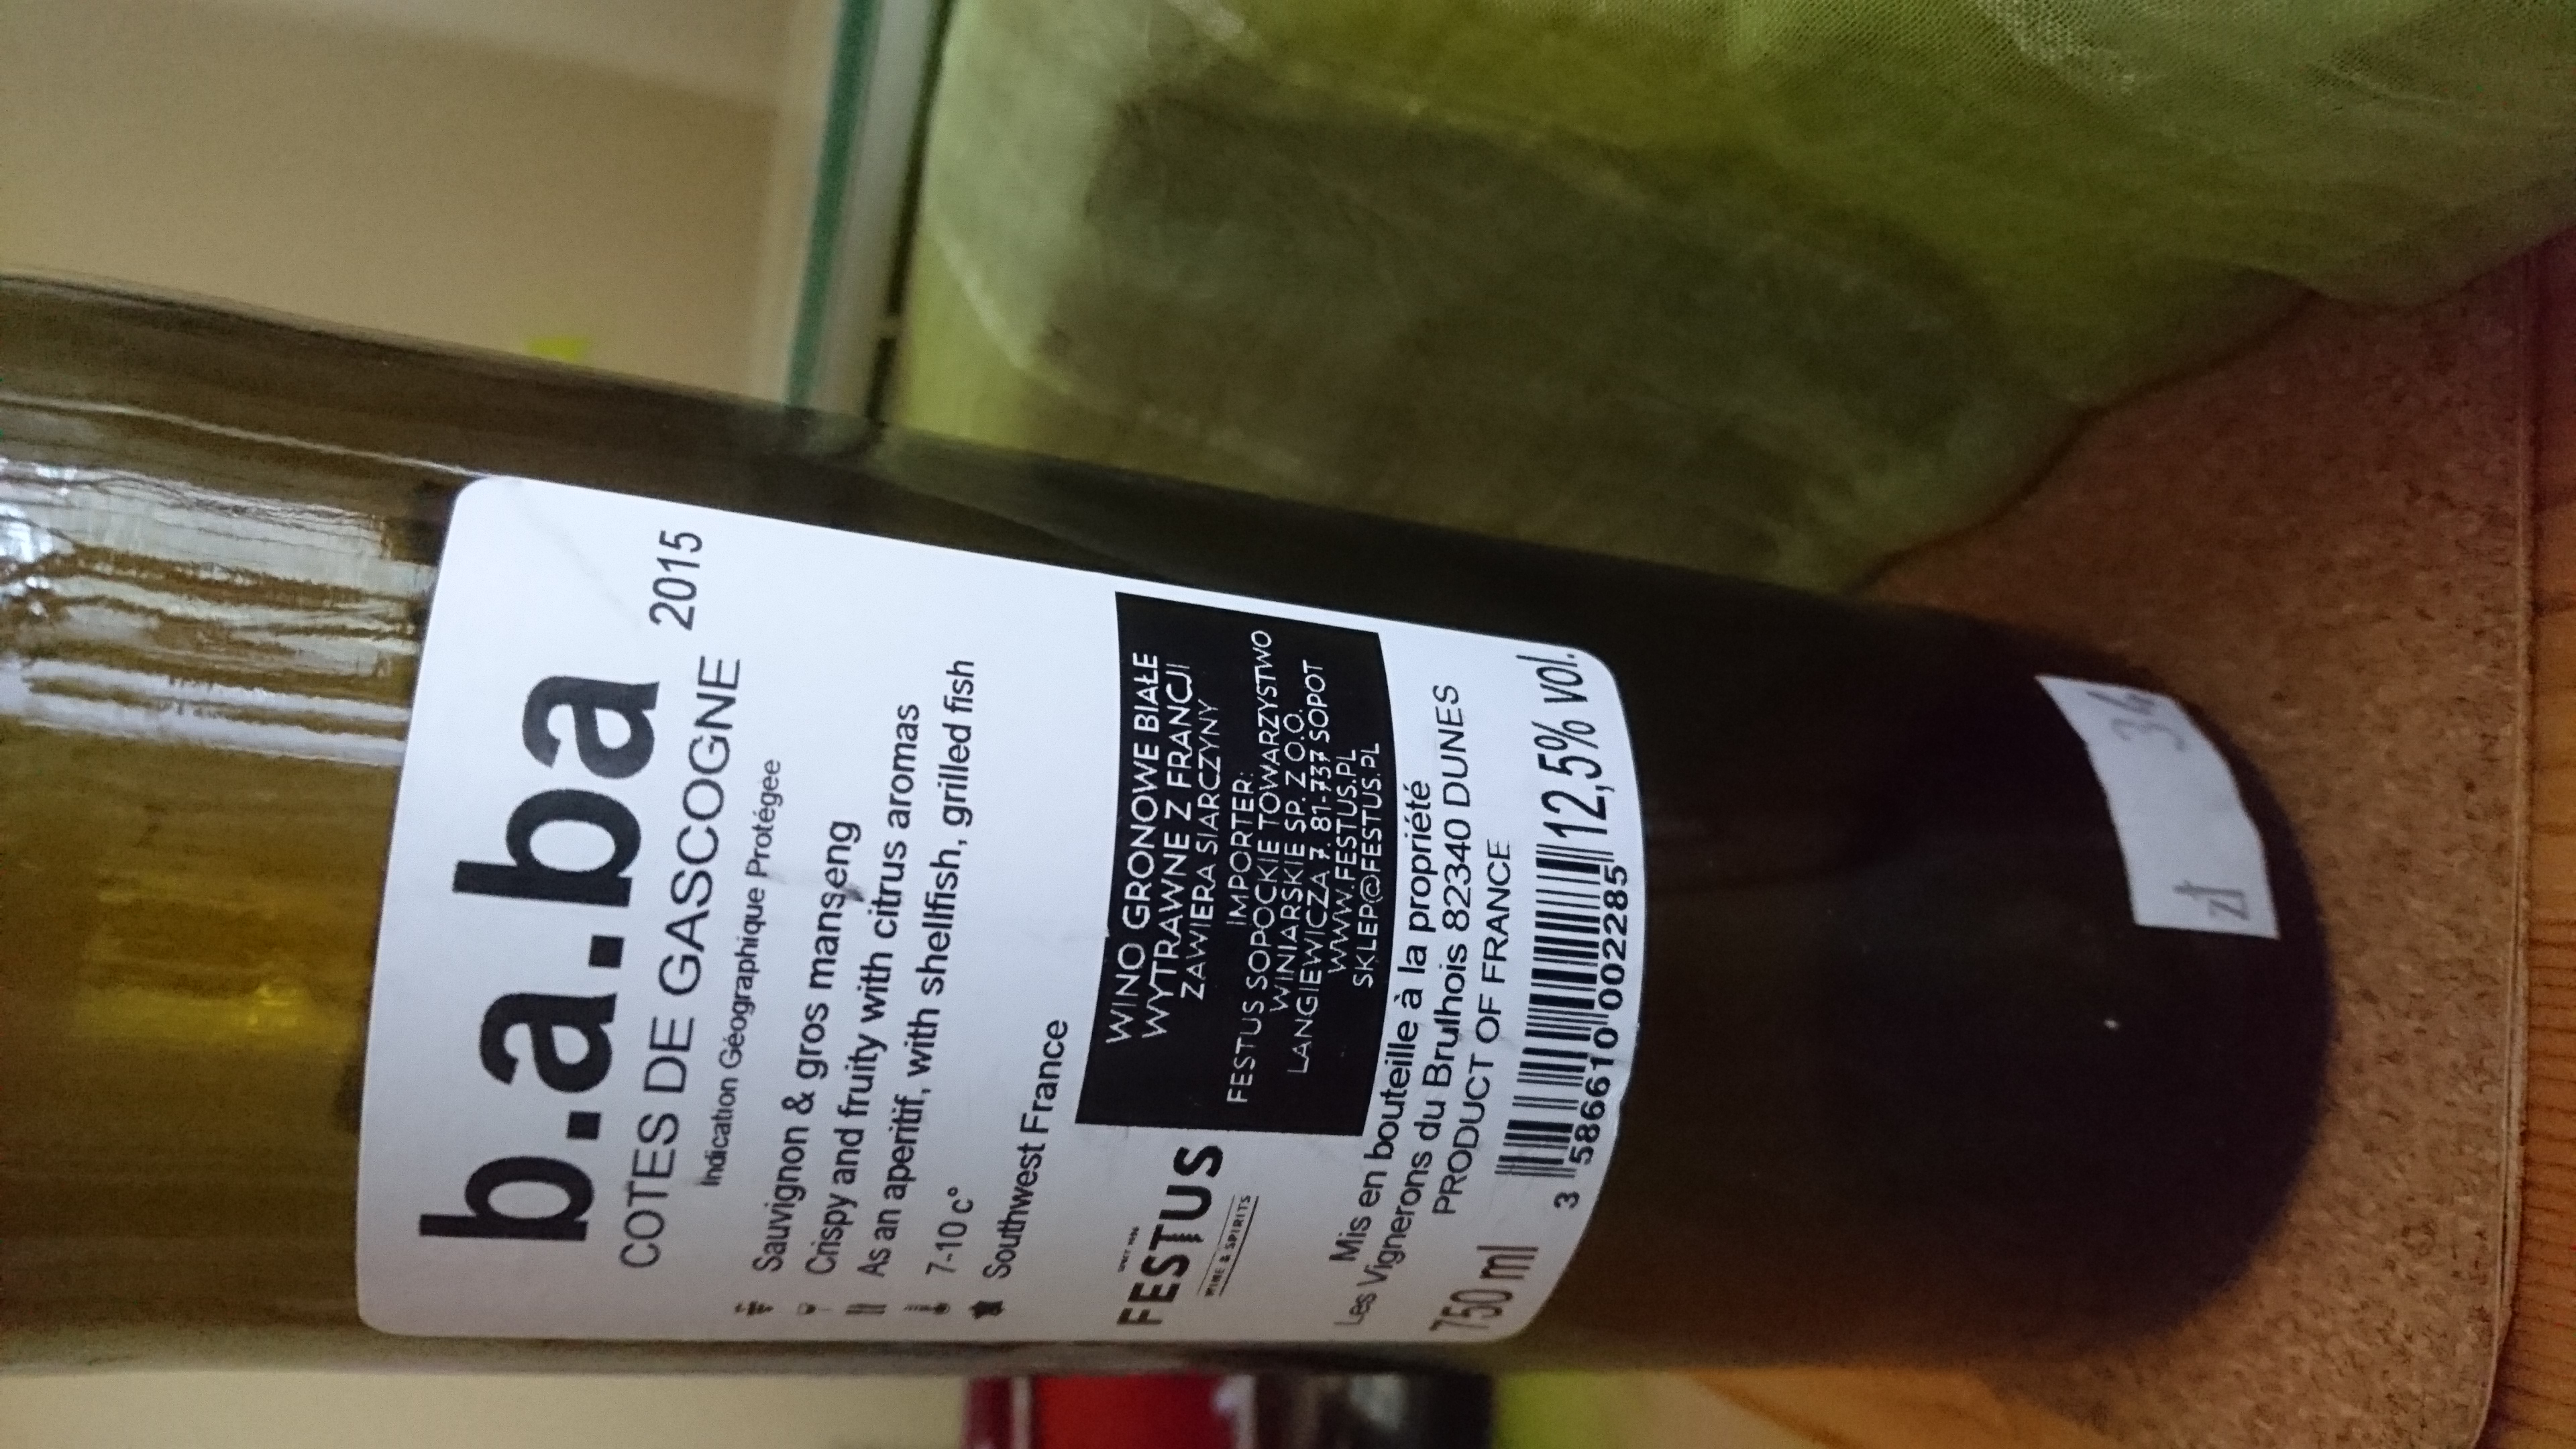 b.a.ba
COTES DE GASCOGNE 2015
Indication Géographique Protégee
Sauvignon & gros manseng
Crispy and fruity with citrus aromas
As an aperitif, with shellfish, grilled fish
7-10 c°
Southwest France
FESTUS
WINE & SPIRITS
WINO GRONOWE BIAŁE
WYTRAWNE Z FRANCJI
ZAWIERA SIARCZYNY
IMPORTER:
FESTUS SOPOCKIE TOWARZYSTWO
WINIARSKIE SP. Z O.O.
LANGIEWICZA 7, 81-737 SOPOT
WWW.FESTUS.PL
SKLEP@FESTUS.PL
Mis en bouteille à la propriété
Les Vignerons du Brulhois 82340 DUNES
PRODUCT OF FRANCE
750 ml
12,5% vol.
3 586610 002285
zł 34